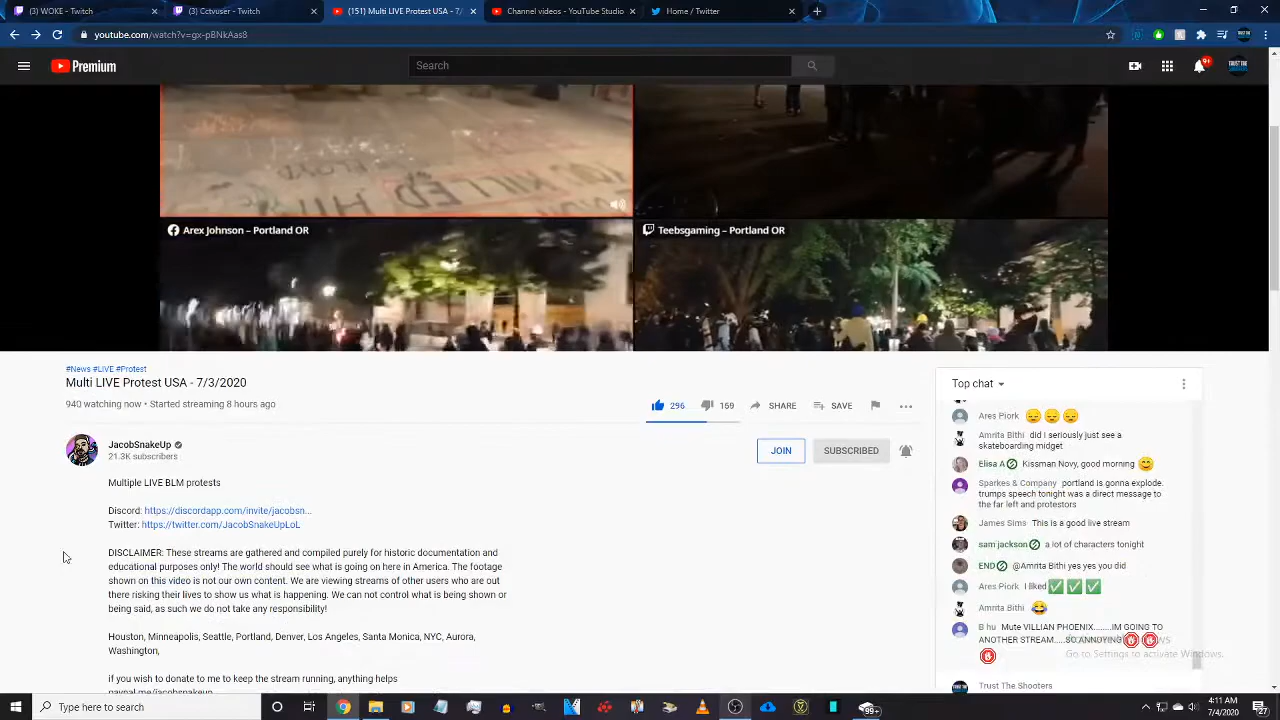 (3) WOKE - Twitch
(3) Cctvuser - Twitch
(151) Multi LIVE Protest USA - 7/
Channel videos - YouTube Studio
Home / Twitter
youtube.com/watch?v=gx-pBNkAas8
Premium
Search
9+
KILLED
Arex Johnson – Portland OR
Teebsgaming – Portland OR
#News #LIVE #Protest
Multi LIVE Protest USA - 7/3/2020
940 watching now • Started streaming 8 hours ago
296
169
SHARE
SAVE
JacobSnakeUp
21.3K subscribers
JOIN
SUBSCRIBED
Multiple LIVE BLM protests
Discord: https://discordapp.com/invite/jacobsn...
Twitter: https://twitter.com/JacobSnakeUpLoL
DISCLAIMER: These streams are gathered and compiled purely for historic documentation and
educational purposes only! The world should see what is going on here in America. The footage
shown on this video is not our own content. We are viewing streams of other users who are out
there risking their lives to show us what is happening. We can not control what is being shown or
being said, as such we do not take any responsibility!
Houston, Minneapolis, Seattle, Portland, Denver, Los Angeles, Santa Monica, NYC, Aurora,
Washington,
if you wish to donate to me to keep the stream running, anything helps
paypal.me/jacobsnakeup
Top chat
Ares Piork
Amrita Bithi did I seriously just see a
skateboarding midget
Elisa A Kissman Novy, good morning
Sparkes & Company portland is gonna explode.
trumps speech tonight was a direct message to
the far left and protestors
James Sims This is a good live stream
sam jackson a lot of characters tonight
END @Amrita Bithi yes yes you did
Ares Piork I liked
Amrita Bithi
B hu Mute VILLIAN PHOENIX........IM GOING TO
ANOTHER STREAM.....SO ANNOYING
Go to Settings to activate Windows.
Trust The Shooters
Type here to search
99+
4:11 AM
7/4/2020